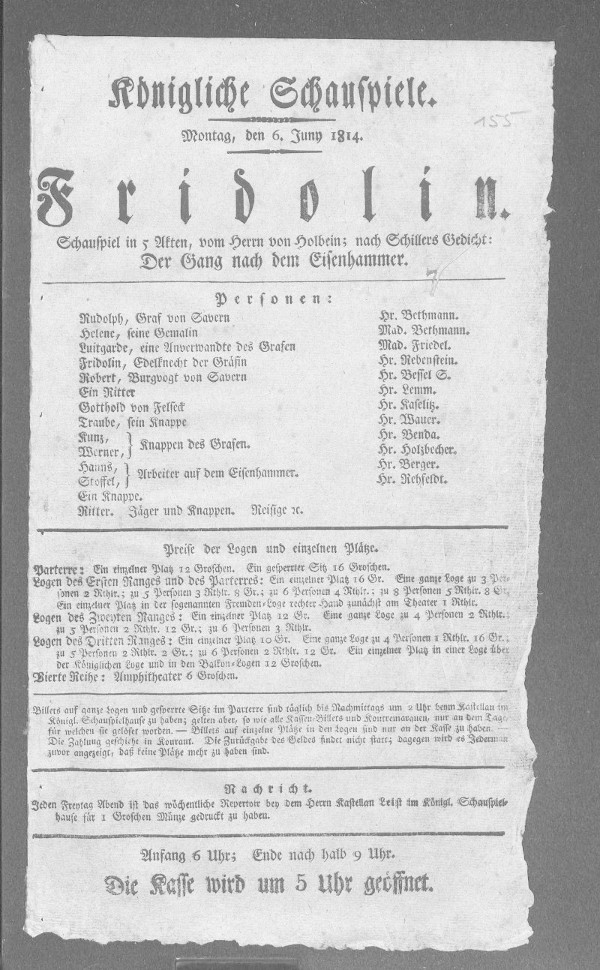 Königliche Schauspiele.
155
Montag, den 6. Juny 1814.
Fridolin.
Schauspiel in 5 Akten, vom Herrn von Holbein; nach Schillers Gedicht:
Der Gang nach dem Eisenhammer.
Personen:
Rudolph, Graf von Savern Hr. Bethmann.
Helene, seine Gemalin Mad. Bethmann.
Luitgarde, eine Anverwandte des Grafen Mad. Friedel.
Fridolin, Edelknecht der Gräfin Hr. Rebenstein.
Robert, Burgvogt von Savern Hr. Bessel S.
Ein Ritter Hr. Lemm.
Gotthold von Felseck Hr. Kaselitz.
Traube, sein Knappe Hr. Wauer.
Kunz, } Knappen des Grafen. Hr. Benda.
Werner, Hr. Holzbecher.
Hanns, } Arbeiter auf dem Eisenhammer. Hr. Berger.
Stoffel, Hr. Rehfeldt.
Ein Knappe.
Ritter. Jäger und Knappen. Reisige ꝛc.
Preise der Logen und einzelnen Plätze.
Parterre: Ein einzelner Platz 12 Groschen. Ein gesperrter Sitz 16 Groschen.
Logen des Ersten Ranges und des Parterres: Ein einzelner Platz 16 Gr. Eine ganze Loge zu 3 Per-
sonen 2 Rthlr.; zu 5 Personen 3 Rthlr. 8 Gr.; zu 6 Personen 4 Rthlr.; zu 8 Personen 5 Rthlr. 8 Gr.
Ein einzelner Platz in der sogenannten Fremden-Loge rechter Hand zunächst am Theater 1 Rthlr.
Logen des Zweyten Ranges: Ein einzelner Platz 12 Gr. Eine ganze Loge zu 4 Personen 2 Rthlr.
zu 5 Personen 2 Rthlr. 12 Gr.; zu 6 Personen 3 Rthlr.
Logen des Dritten Ranges: Ein einzelner Platz 10 Gr. Eine ganze Loge zu 4 Personen 1 Rthlr. 16 Gr.;
zu 5 Personen 2 Rthlr. 2 Gr.; zu 6 Personen 2 Rthlr. 12 Gr. Ein einzelner Platz in einer Loge über
der Königlichen Loge und in den Balkon-Logen 12 Groschen.
Vierte Reihe: Amphitheater 6 Groschen.
Billets auf ganze Logen und gesperrte Sitze im Parterre sind täglich bis Nachmittags um 2 Uhr beym Kastellan im
Königl. Schauspielhause zu haben; gelten aber, so wie alle Kassen-Billets und Kontremarquen, nur an dem Tage
für welchen sie gelöset worden. — Billets auf einzelne Plätze in den Logen sind nur an der Kasse zu haben. —
Die Zahlung geschieht in Kourant. Die Zurückgabe des Geldes findet nicht statt; dagegen wird es Jederman
zuvor angezeigt, daß keine Plätze mehr zu haben sind.
Nachricht.
Jeden Freytag Abend ist das wöchentliche Repertoir bey dem Herrn Kastellan Leist im Königl. Schauspiel-
hause für 1 Groschen Münze gedruckt zu haben.
Anfang 6 Uhr; Ende nach halb 9 Uhr.
Die Kasse wird um 5 Uhr geöffnet.